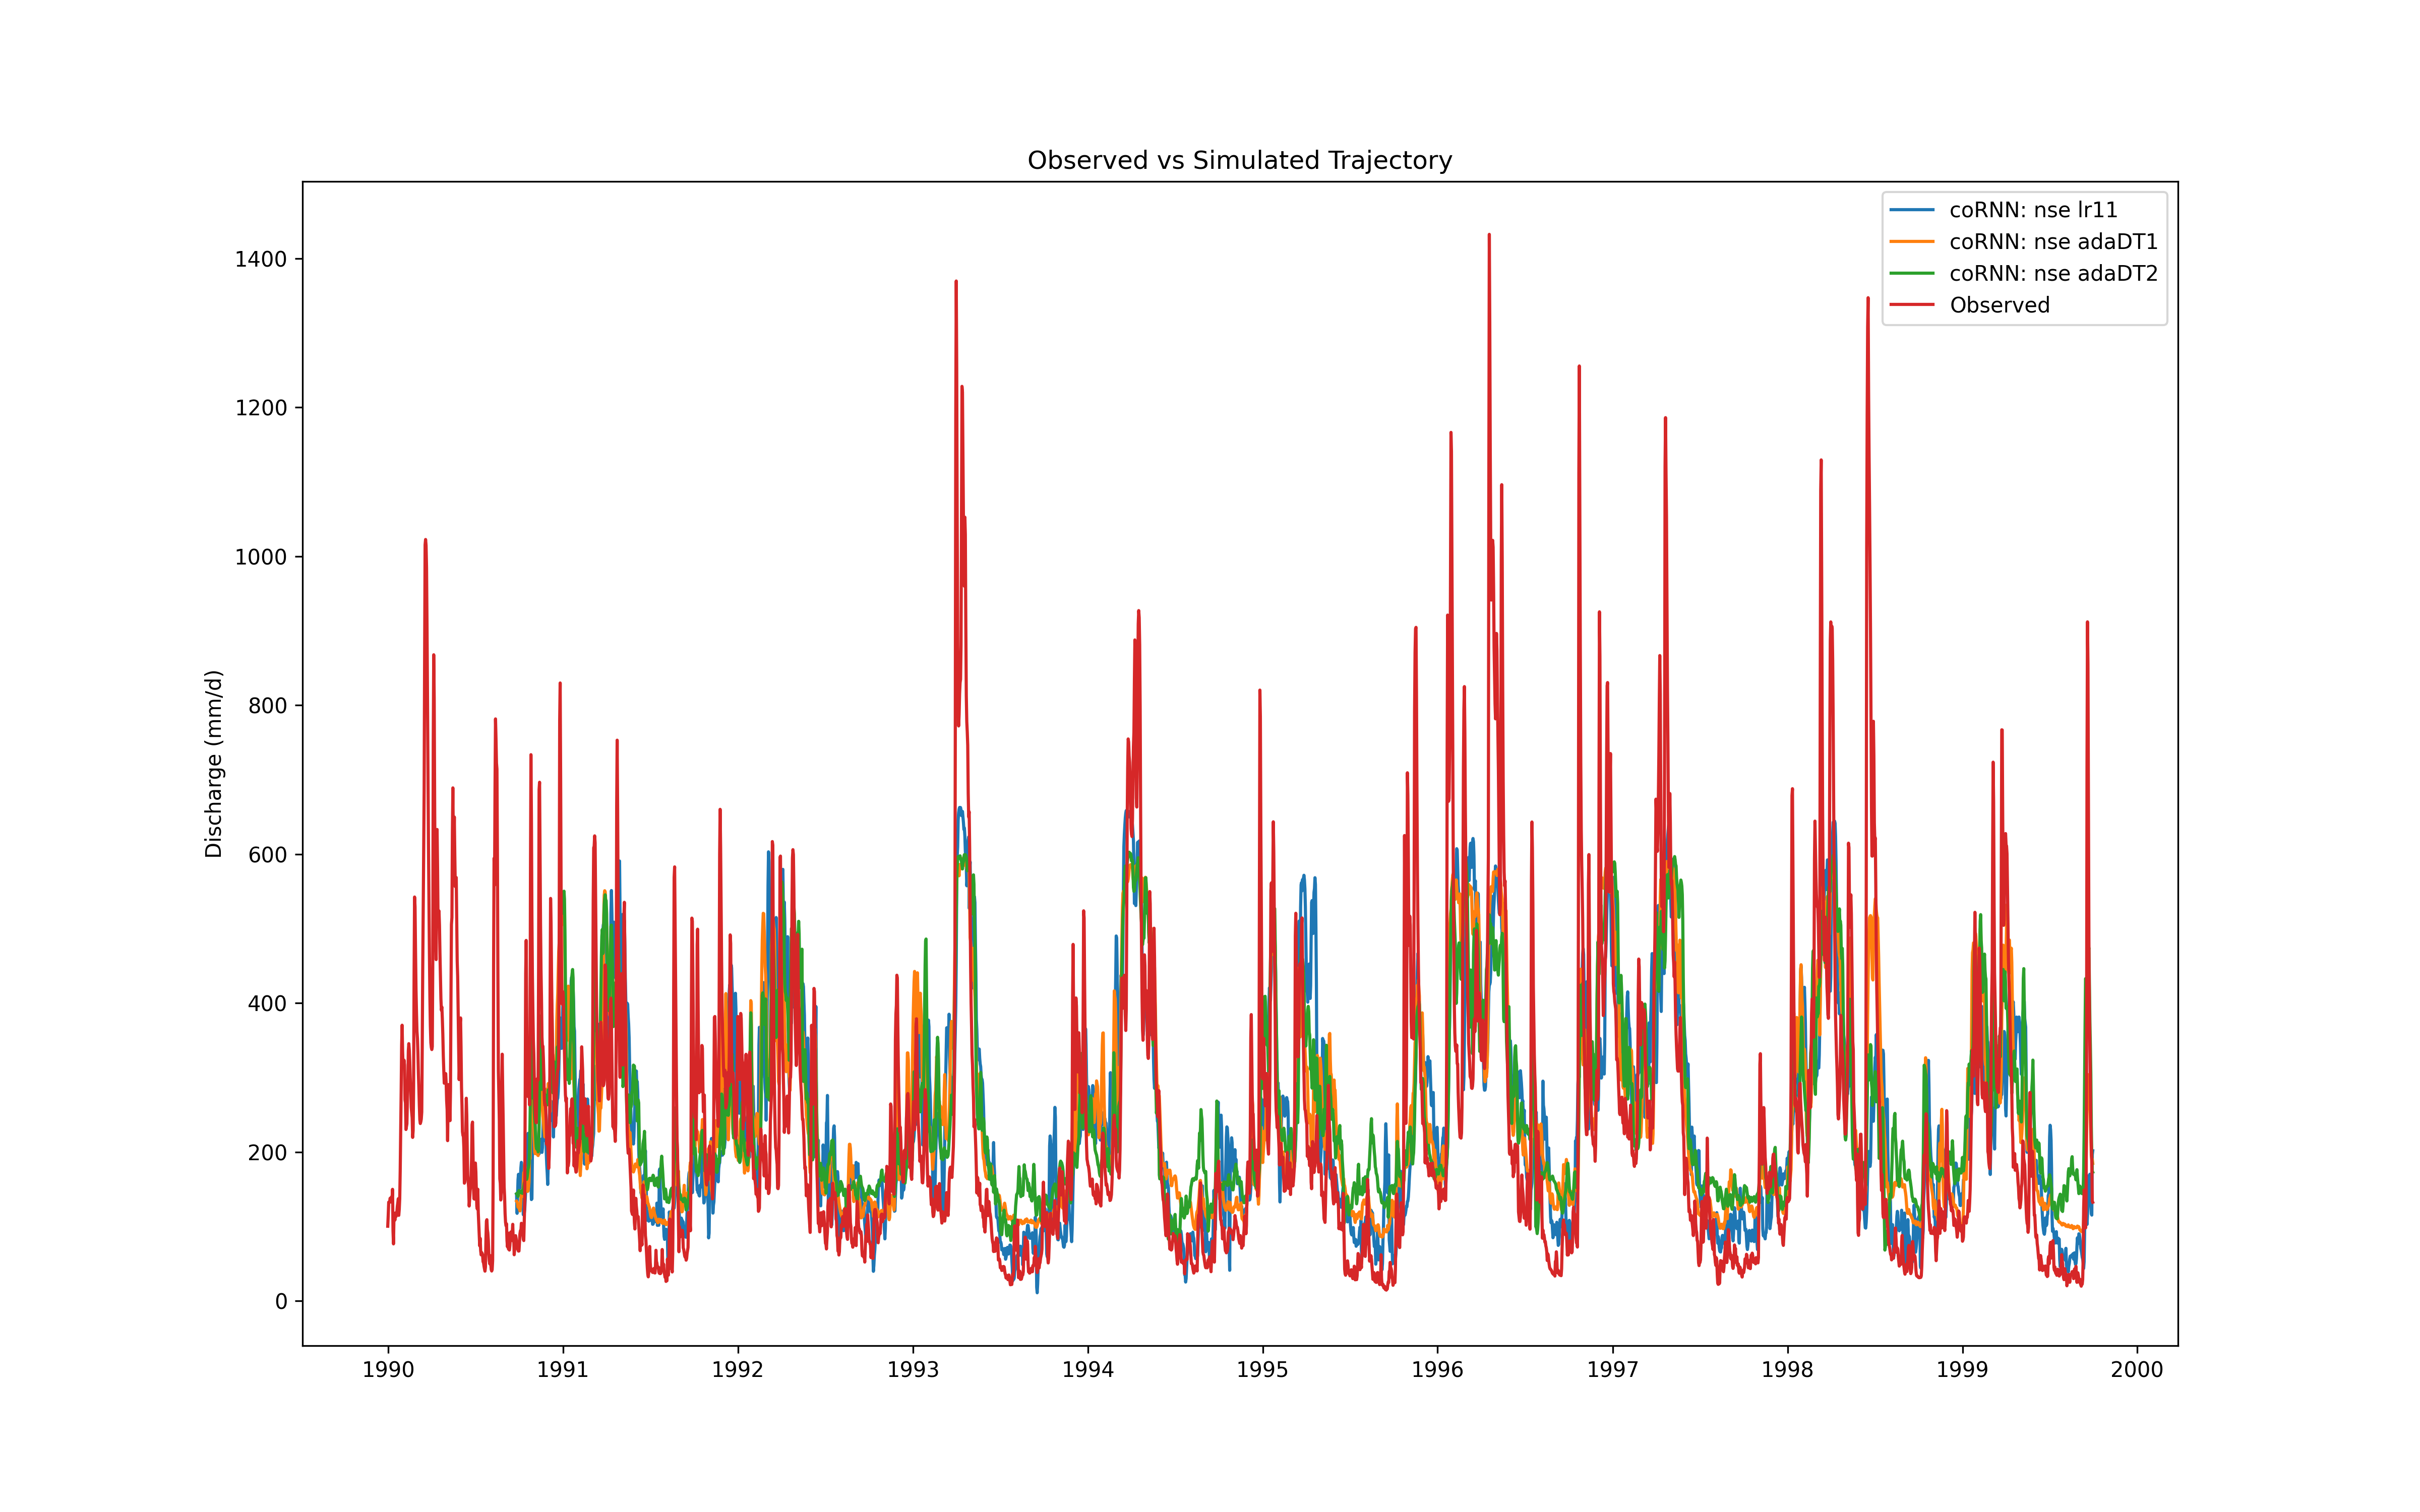 Observed vs Simulated Trajectory
coRNN: nse lr11
coRNN: nse adaDT1
coRNN: nse adaDT2
Observed
Discharge (mm/d)
1400
1200
1000
800
600
400
200
0
1990 1991 1992 1993 1994 1995 1996 1997 1998 1999 2000